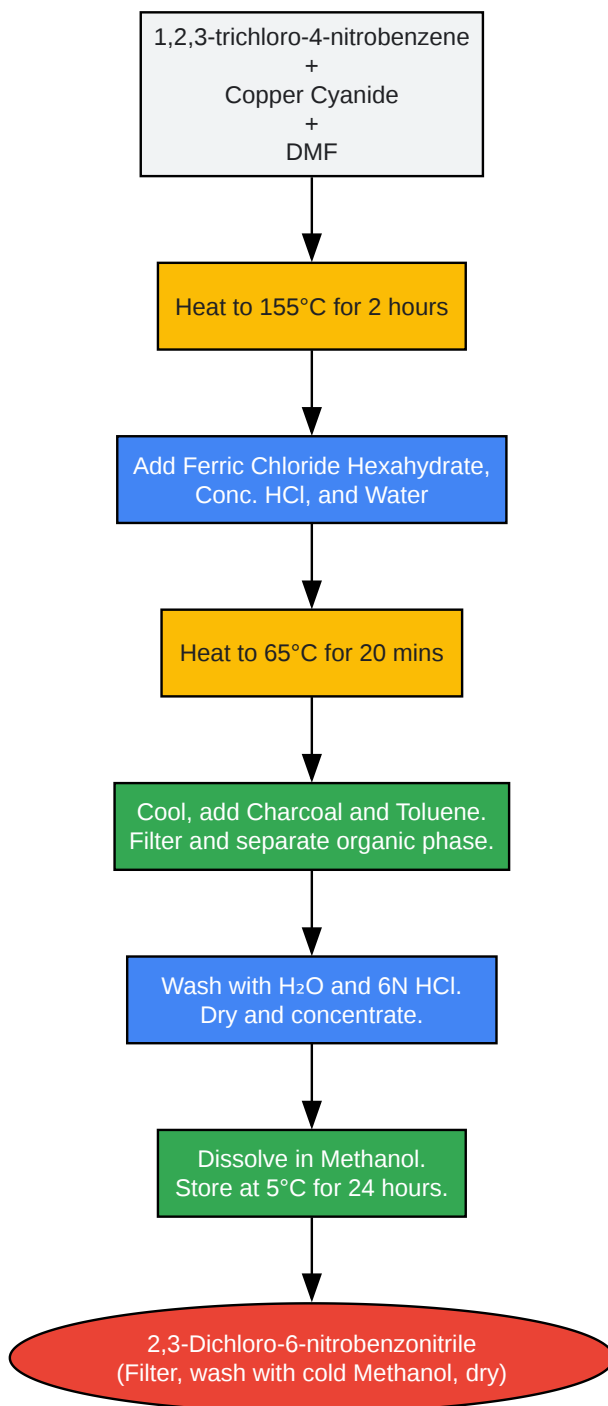 1,2,3-trichloro-4-nitrobenzene
+
Copper Cyanide
+
DMF
Heat to 155°C for 2 hours
Add Ferric Chloride Hexahydrate,
Conc. HCl, and Water
Heat to 65°C for 20 mins
Cool, add Charcoal and Toluene.
Filter and separate organic phase.
Wash with H₂O and 6N HCl.
Dry and concentrate.
Dissolve in Methanol.
Store at 5°C for 24 hours.
2,3-Dichloro-6-nitrobenzonitrile
(Filter, wash with cold Methanol, dry)